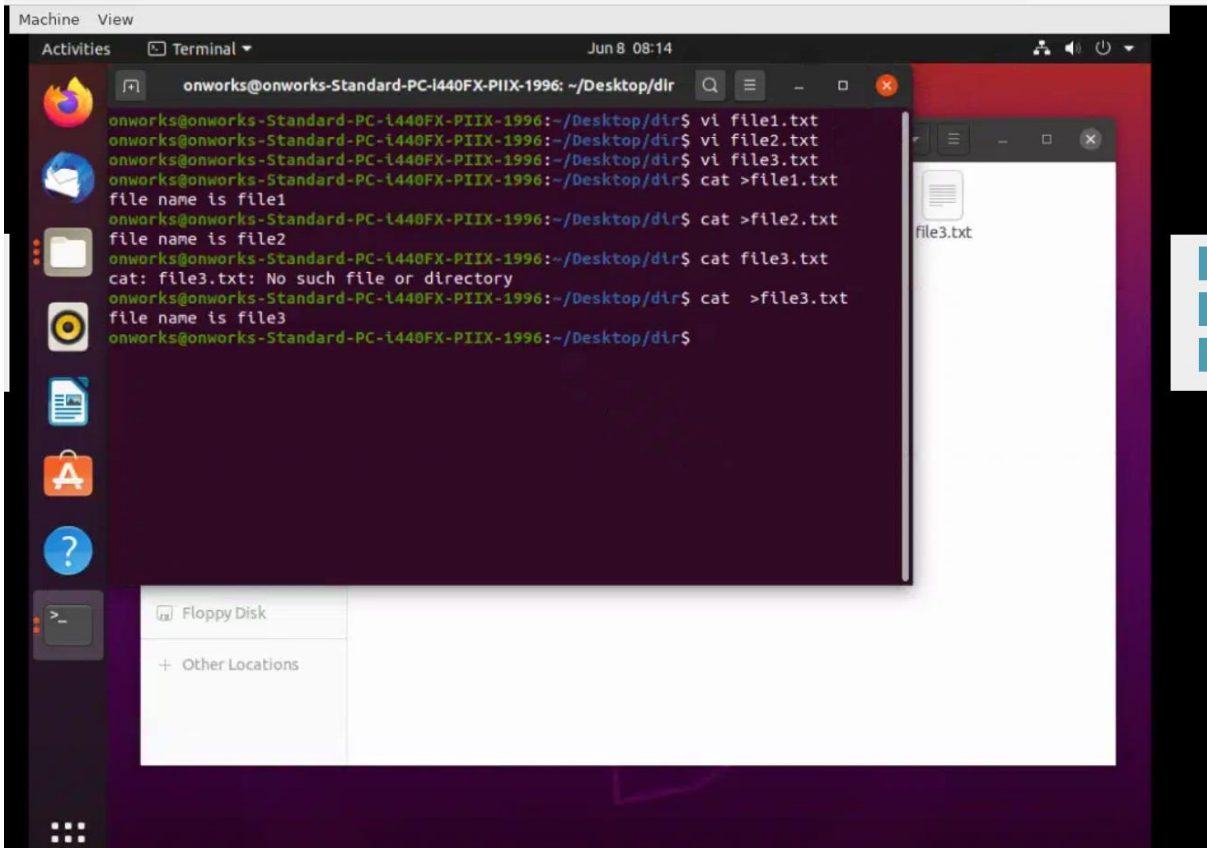 Machine View
Activities Terminal Jun 8 08:14
onworks@onworks-Standard-PC-i440FX-PIIX-1996: ~/Desktop/dir
onworks@onworks-Standard-PC-i440FX-PIIX-1996:~/Desktop/dir$ vi file1.txt
onworks@onworks-Standard-PC-i440FX-PIIX-1996:~/Desktop/dir$ vi file2.txt
onworks@onworks-Standard-PC-i440FX-PIIX-1996:~/Desktop/dir$ vi file3.txt
onworks@onworks-Standard-PC-i440FX-PIIX-1996:~/Desktop/dir$ cat >file1.txt
file name is file1
onworks@onworks-Standard-PC-i440FX-PIIX-1996:~/Desktop/dir$ cat >file2.txt
file name is file2
onworks@onworks-Standard-PC-i440FX-PIIX-1996:~/Desktop/dir$ cat file3.txt
cat: file3.txt: No such file or directory
onworks@onworks-Standard-PC-i440FX-PIIX-1996:~/Desktop/dir$ cat  >file3.txt
file name is file3
onworks@onworks-Standard-PC-i440FX-PIIX-1996:~/Desktop/dir$
file3.txt
Floppy Disk
+ Other Locations